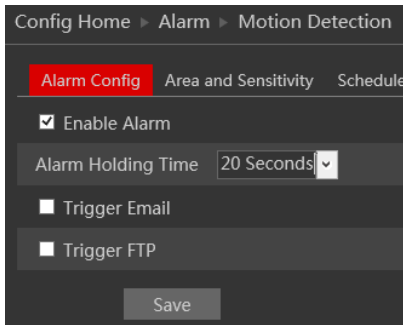 Config Home ▶ Alarm ▶ Motion Detection
Alarm Config Area and Sensitivity Schedule
Enable Alarm
Alarm Holding Time 20 Seconds
Trigger Email
Trigger FTP
Save